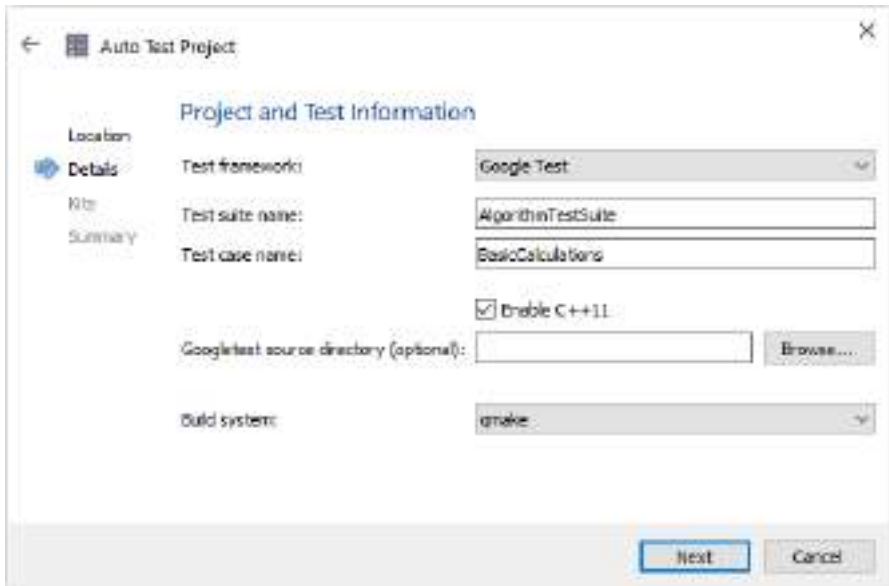 Auto Test Project
Project and Test Information
Location
Details
Kits
Summary
Test framework:
Google Test
Test suite name:
AlgorithmTestSuite
Test case name:
BasicCalculations
Enable C++11
Googletest source directory (optional):
Browse...
Build system:
qmake
Next
Cancel